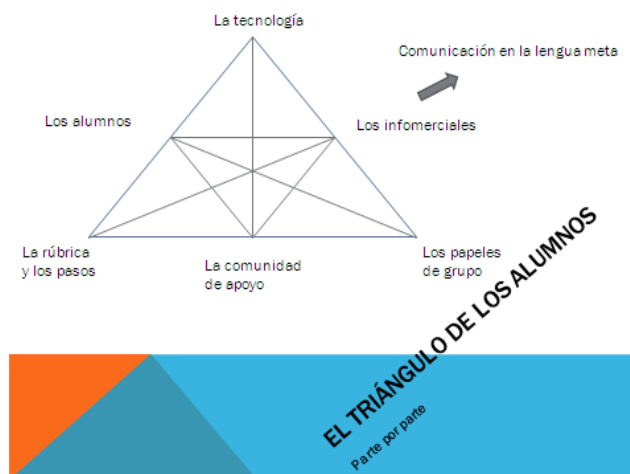 La tecnología
Comunicación en la lengua meta
Los alumnos
Los infomerciales
La rúbrica
y los pasos
La comunidad
de apoyo
Los papeles
de grupo
EL TRIÁNGULO DE LOS ALUMNOS
Parte por parte